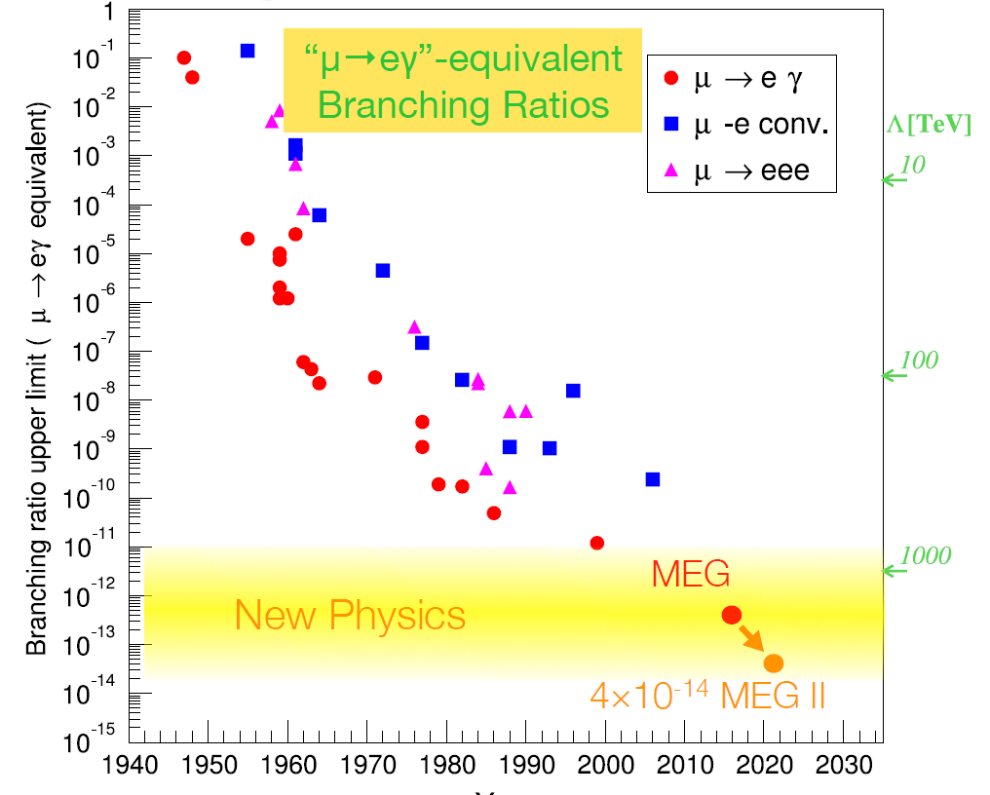 “μ→eγ”-equivalent
Branching Ratios
μ → e γ
μ -e conv.
μ → eee
Branching ratio upper limit ( μ → eγ equivalent)
1
10⁻¹
10⁻²
10⁻³
10⁻⁴
10⁻⁵
10⁻⁶
10⁻⁷
10⁻⁸
10⁻⁹
10⁻¹⁰
10⁻¹¹
10⁻¹²
10⁻¹³
10⁻¹⁴
10⁻¹⁵
Λ[TeV]
10
100
1000
New Physics
MEG
4×10⁻¹⁴ MEG II
1940 1950 1960 1970 1980 1990 2000 2010 2020 2030